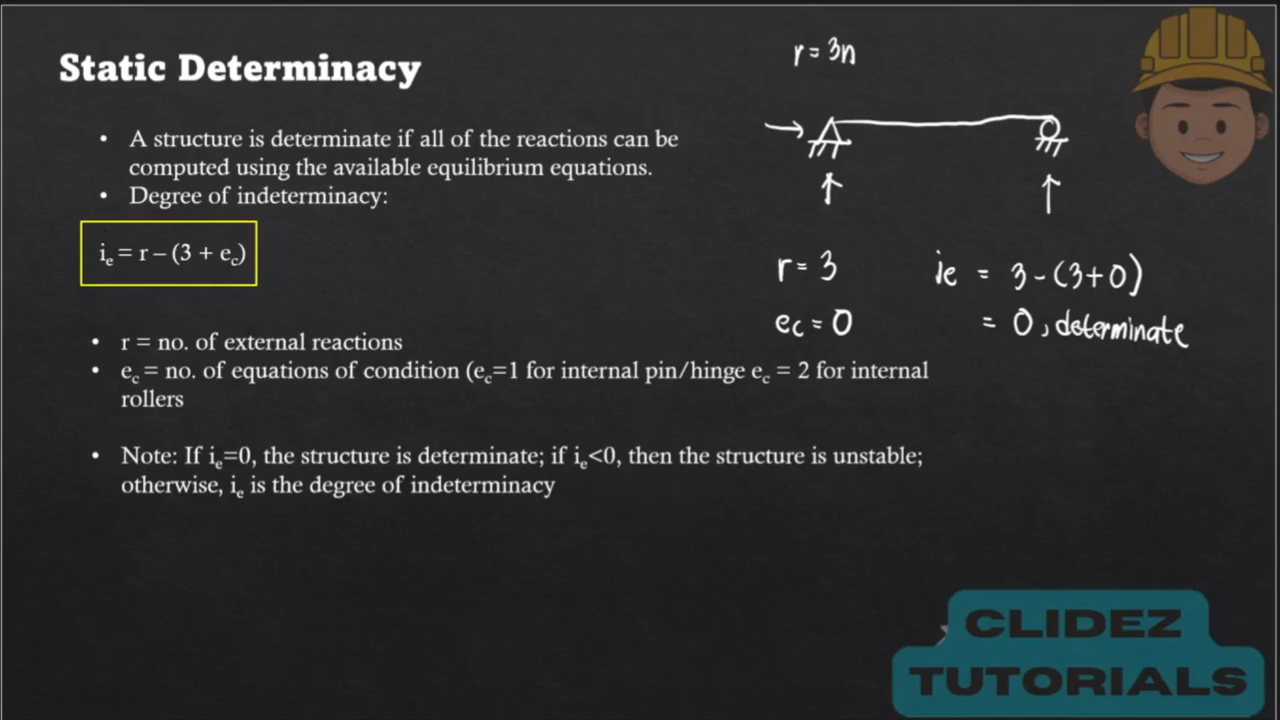 Static Determinacy
• A structure is determinate if all of the reactions can be
computed using the available equilibrium equations.
• Degree of indeterminacy:
iₑ = r – (3 + e꜀)
• r = no. of external reactions
• e꜀ = no. of equations of condition (e꜀=1 for internal pin/hinge e꜀ = 2 for internal
rollers
• Note: If iₑ=0, the structure is determinate; if iₑ<0, then the structure is unstable;
otherwise, iₑ is the degree of indeterminacy
r = 3n
r = 3
ec = 0
ie = 3 - (3+0)
= 0, determinate
CLIDEZ
TUTORIALS